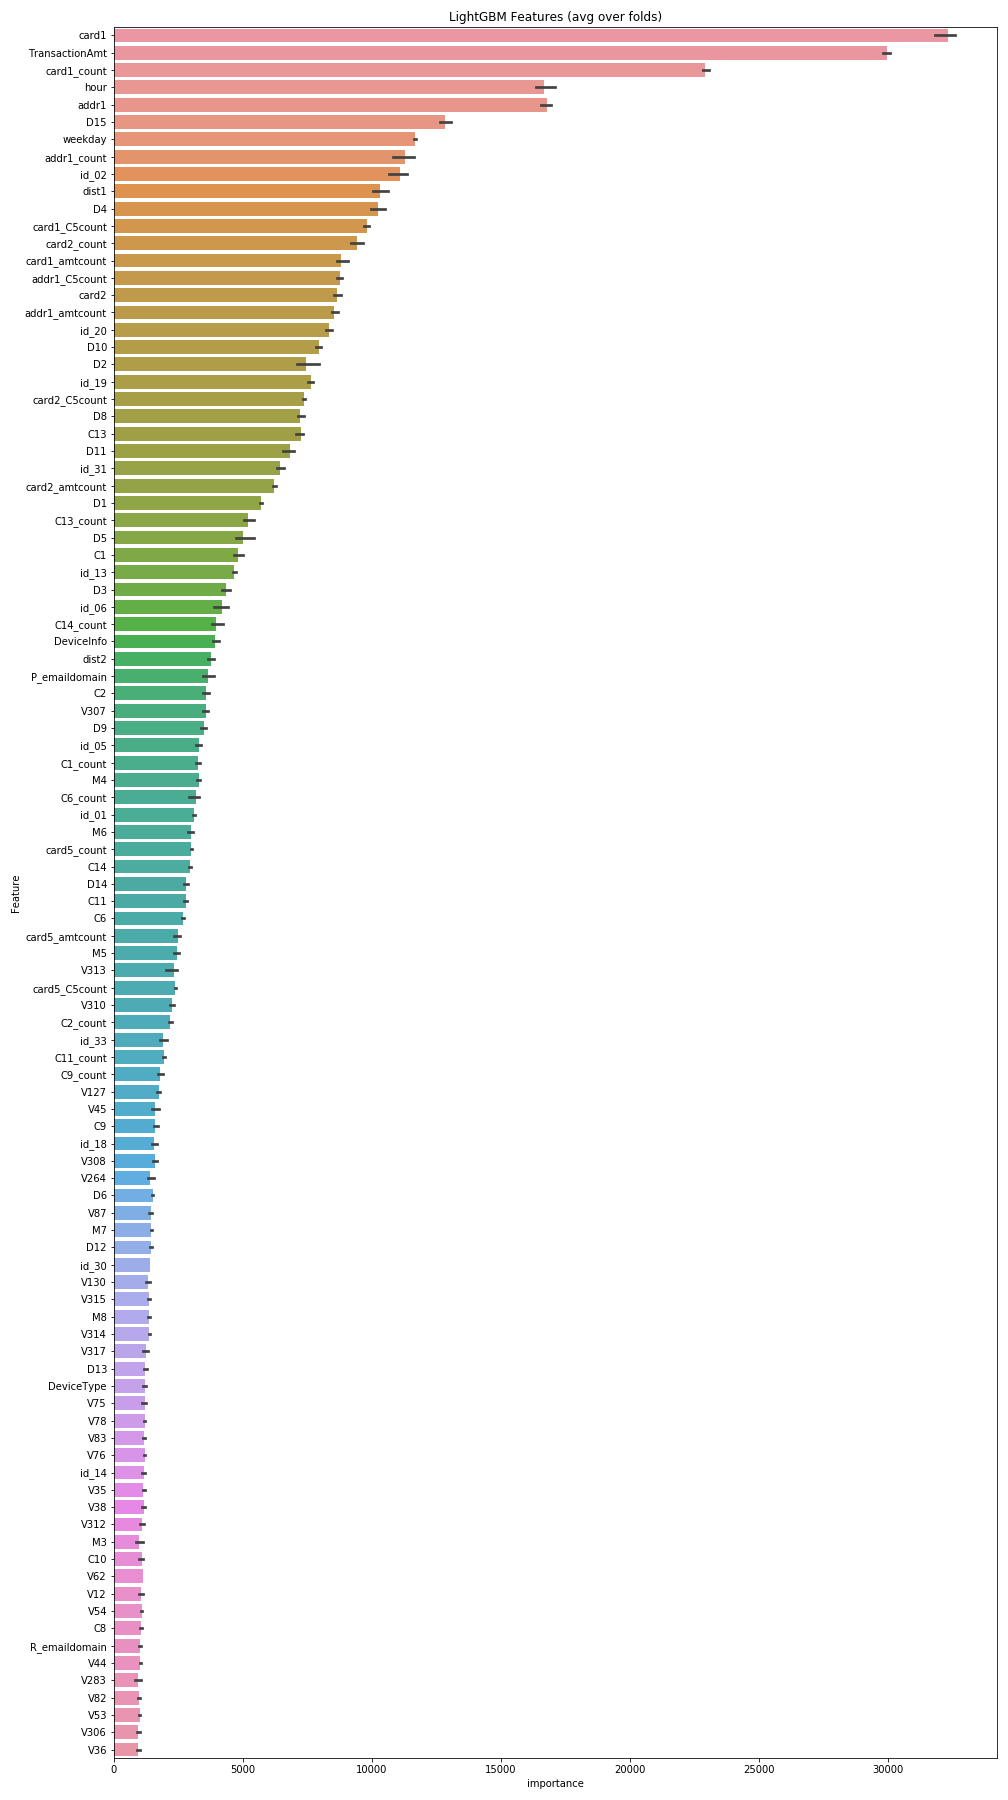 LightGBM Features (avg over folds)
card1
TransactionAmt
card1_count
hour
addr1
D15
weekday
addr1_count
id_02
dist1
D4
card1_C5count
card2_count
card1_amtcount
addr1_C5count
card2
addr1_amtcount
id_20
D10
D2
id_19
card2_C5count
D8
C13
D11
id_31
card2_amtcount
D1
C13_count
D5
C1
id_13
D3
id_06
C14_count
DeviceInfo
dist2
P_emaildomain
C2
V307
D9
id_05
C1_count
M4
C6_count
id_01
M6
card5_count
C14
D14
C11
C6
card5_amtcount
M5
V313
card5_C5count
V310
C2_count
id_33
C11_count
C9_count
V127
V45
C9
id_18
V308
V264
D6
V87
M7
D12
id_30
V130
V315
M8
V314
V317
D13
DeviceType
V75
V78
V83
V76
id_14
V35
V38
V312
M3
C10
V62
V12
V54
C8
R_emaildomain
V44
V283
V82
V53
V306
V36
Feature
0 5000 10000 15000 20000 25000 30000
importance